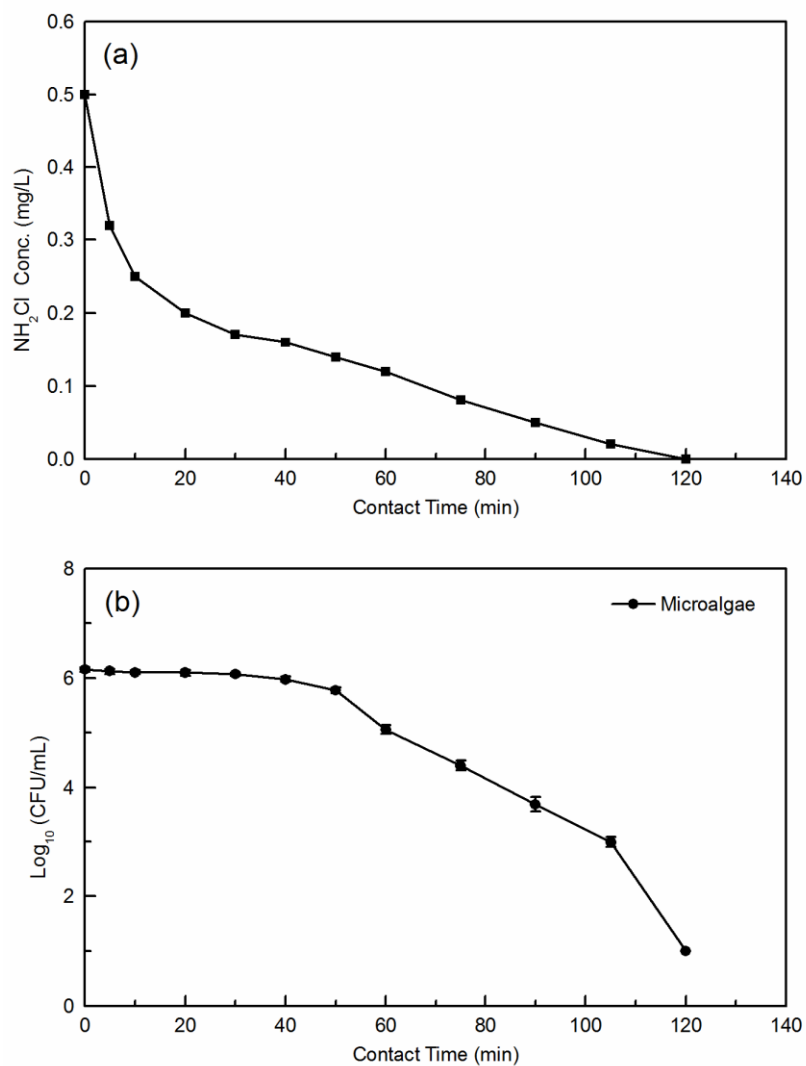 (a)
0.6
0.5
0.4
0.3
0.2
0.1
0.0
NH₂Cl Conc. (mg/L)
0 20 40 60 80 100 120 140
Contact Time (min)
(b)
Microalgae
8
6
4
2
0
Log₁₀ (CFU/mL)
0 20 40 60 80 100 120 140
Contact Time (min)